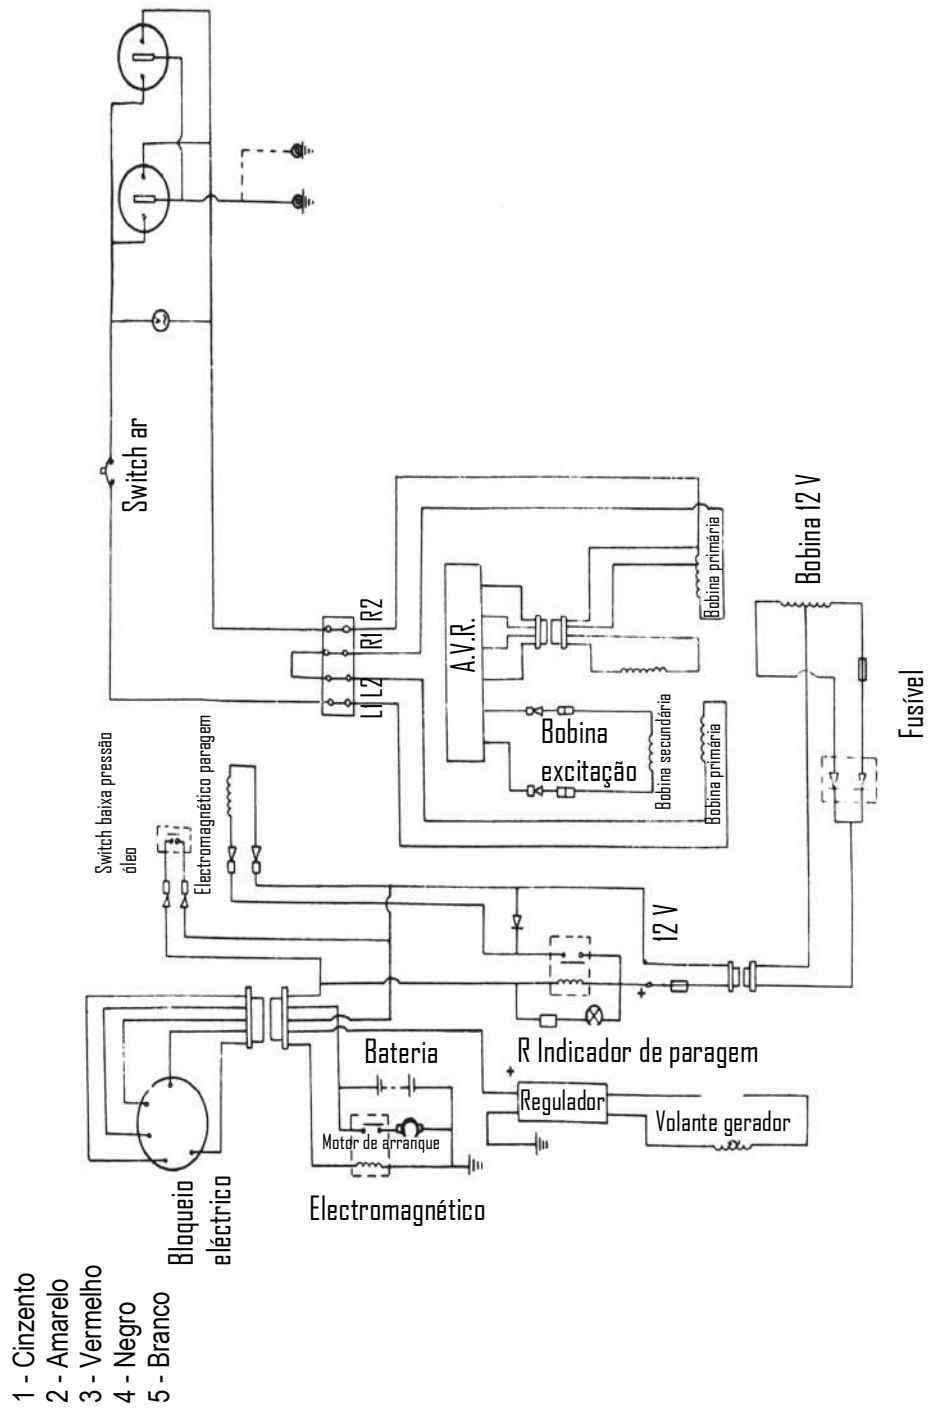 1 - Cinzento
2 - Amarelo
3 - Vermelho
4 - Negro
5 - Branco
Bloqueio
eléctrico
Switch baixa pressão
óleo
Electromagnético paragem
Switch ar
L1
L2
R1
R2
A.V.R.
Bobina
excitação
Bobina secundária
Bobina primária
Bobina primária
Bobina 12 V
Fusível
12 V
+
R Indicador de paragem
Bateria
Motor de arranque
Electromagnético
+
Regulador
Volante gerador